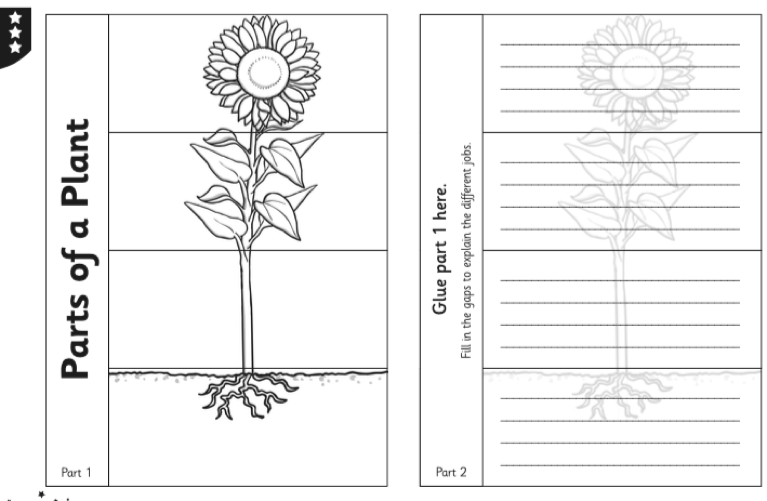 Parts of a Plant
Part 1
Glue part 1 here.
Fill in the gaps to explain the different jobs.
Part 2